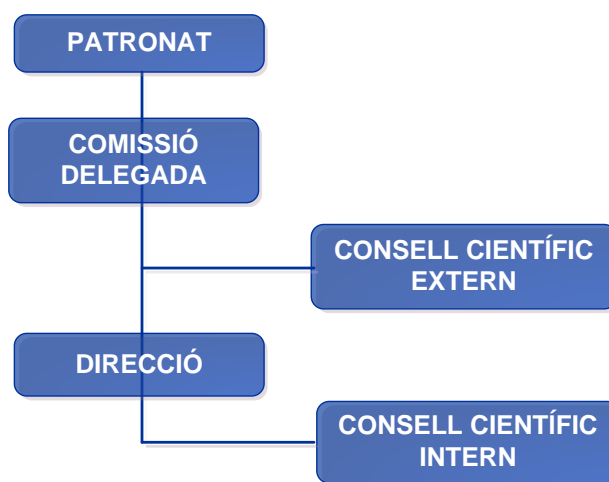 PATRONAT
COMISSIÓ
DELEGADA
CONSELL CIENTÍFIC
EXTERN
DIRECCIÓ
CONSELL CIENTÍFIC
INTERN